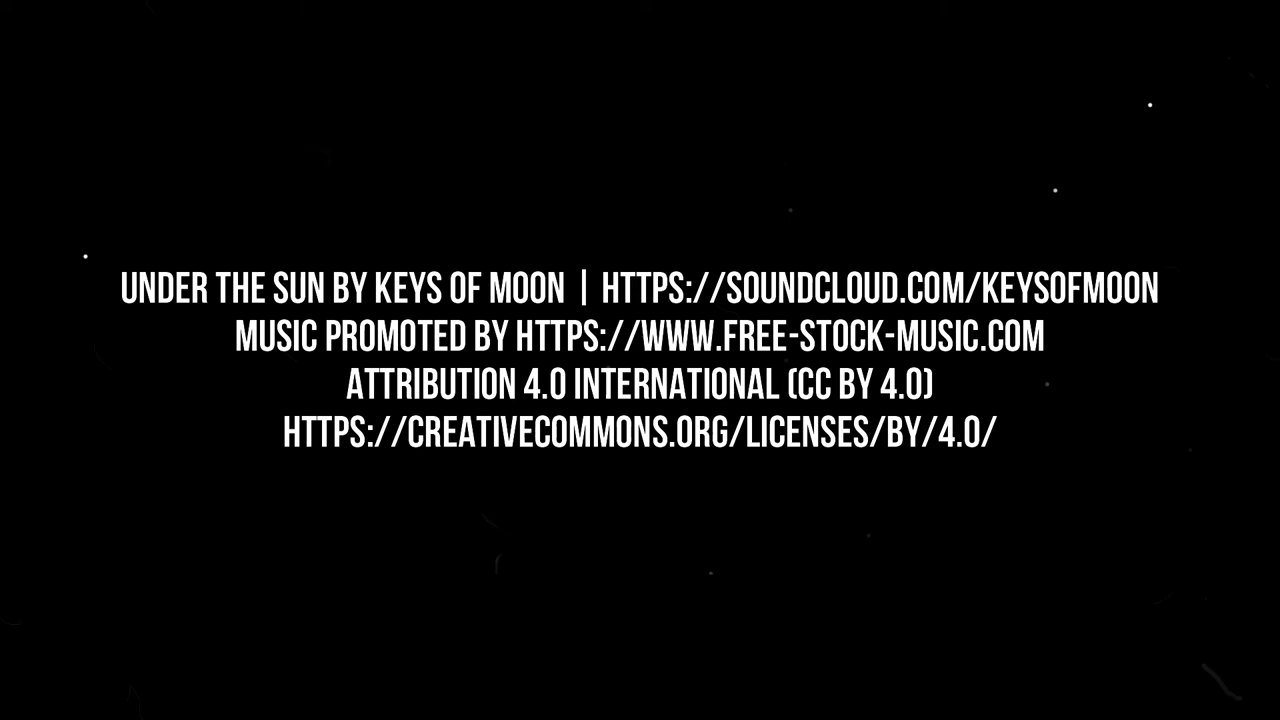 UNDER THE SUN BY KEYS OF MOON | HTTPS://SOUNDCLOUD.COM/KEYSOFMOON
MUSIC PROMOTED BY HTTPS://WWW.FREE-STOCK-MUSIC.COM
ATTRIBUTION 4.0 INTERNATIONAL (CC BY 4.0)
HTTPS://CREATIVECOMMONS.ORG/LICENSES/BY/4.0/